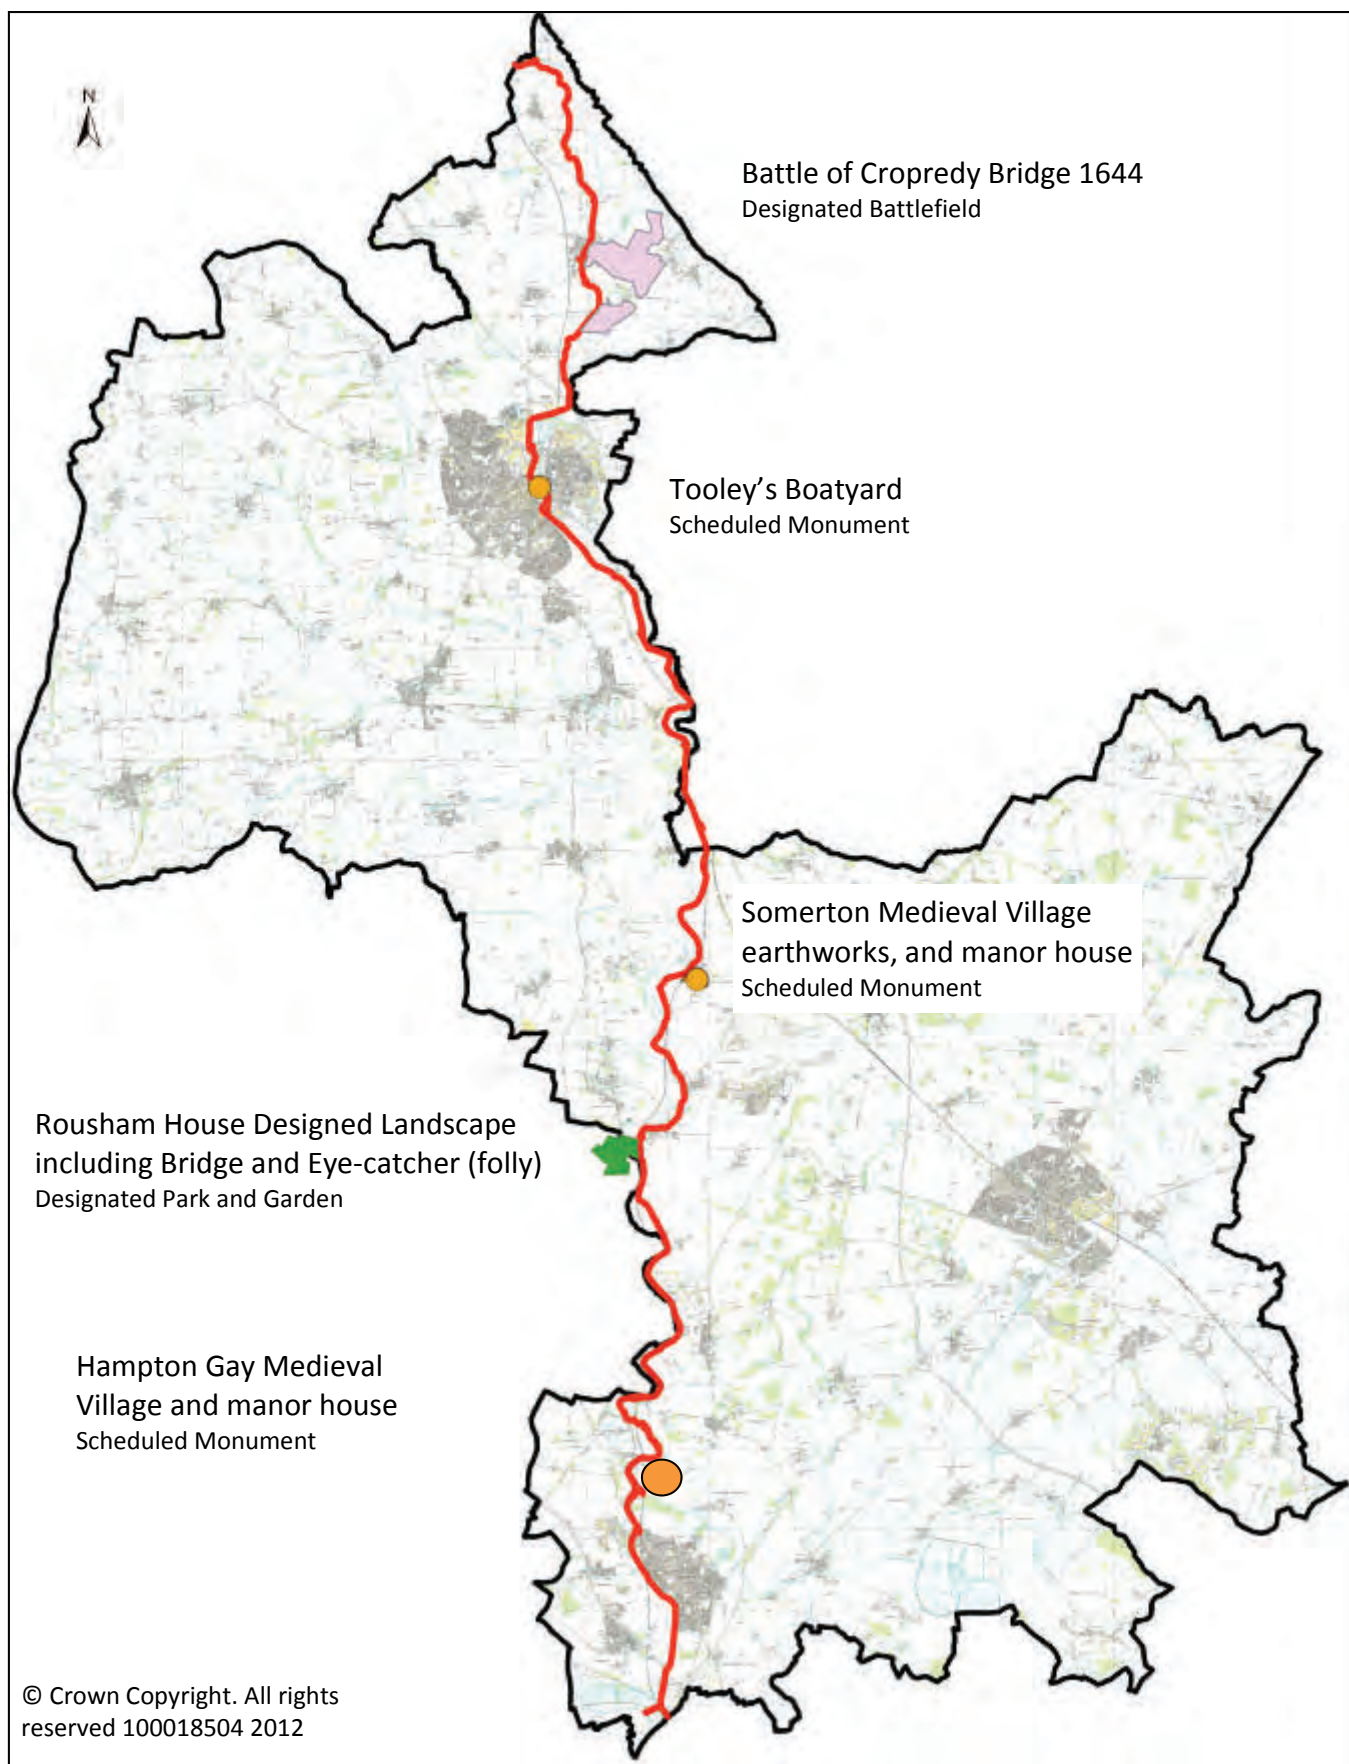 N
Battle of Cropredy Bridge 1644
Designated Battlefield
Tooley’s Boatyard
Scheduled Monument
Somerton Medieval Village
earthworks, and manor house
Scheduled Monument
Rousham House Designed Landscape
including Bridge and Eye-catcher (folly)
Designated Park and Garden
Hampton Gay Medieval
Village and manor house
Scheduled Monument
© Crown Copyright. All rights
reserved 100018504 2012